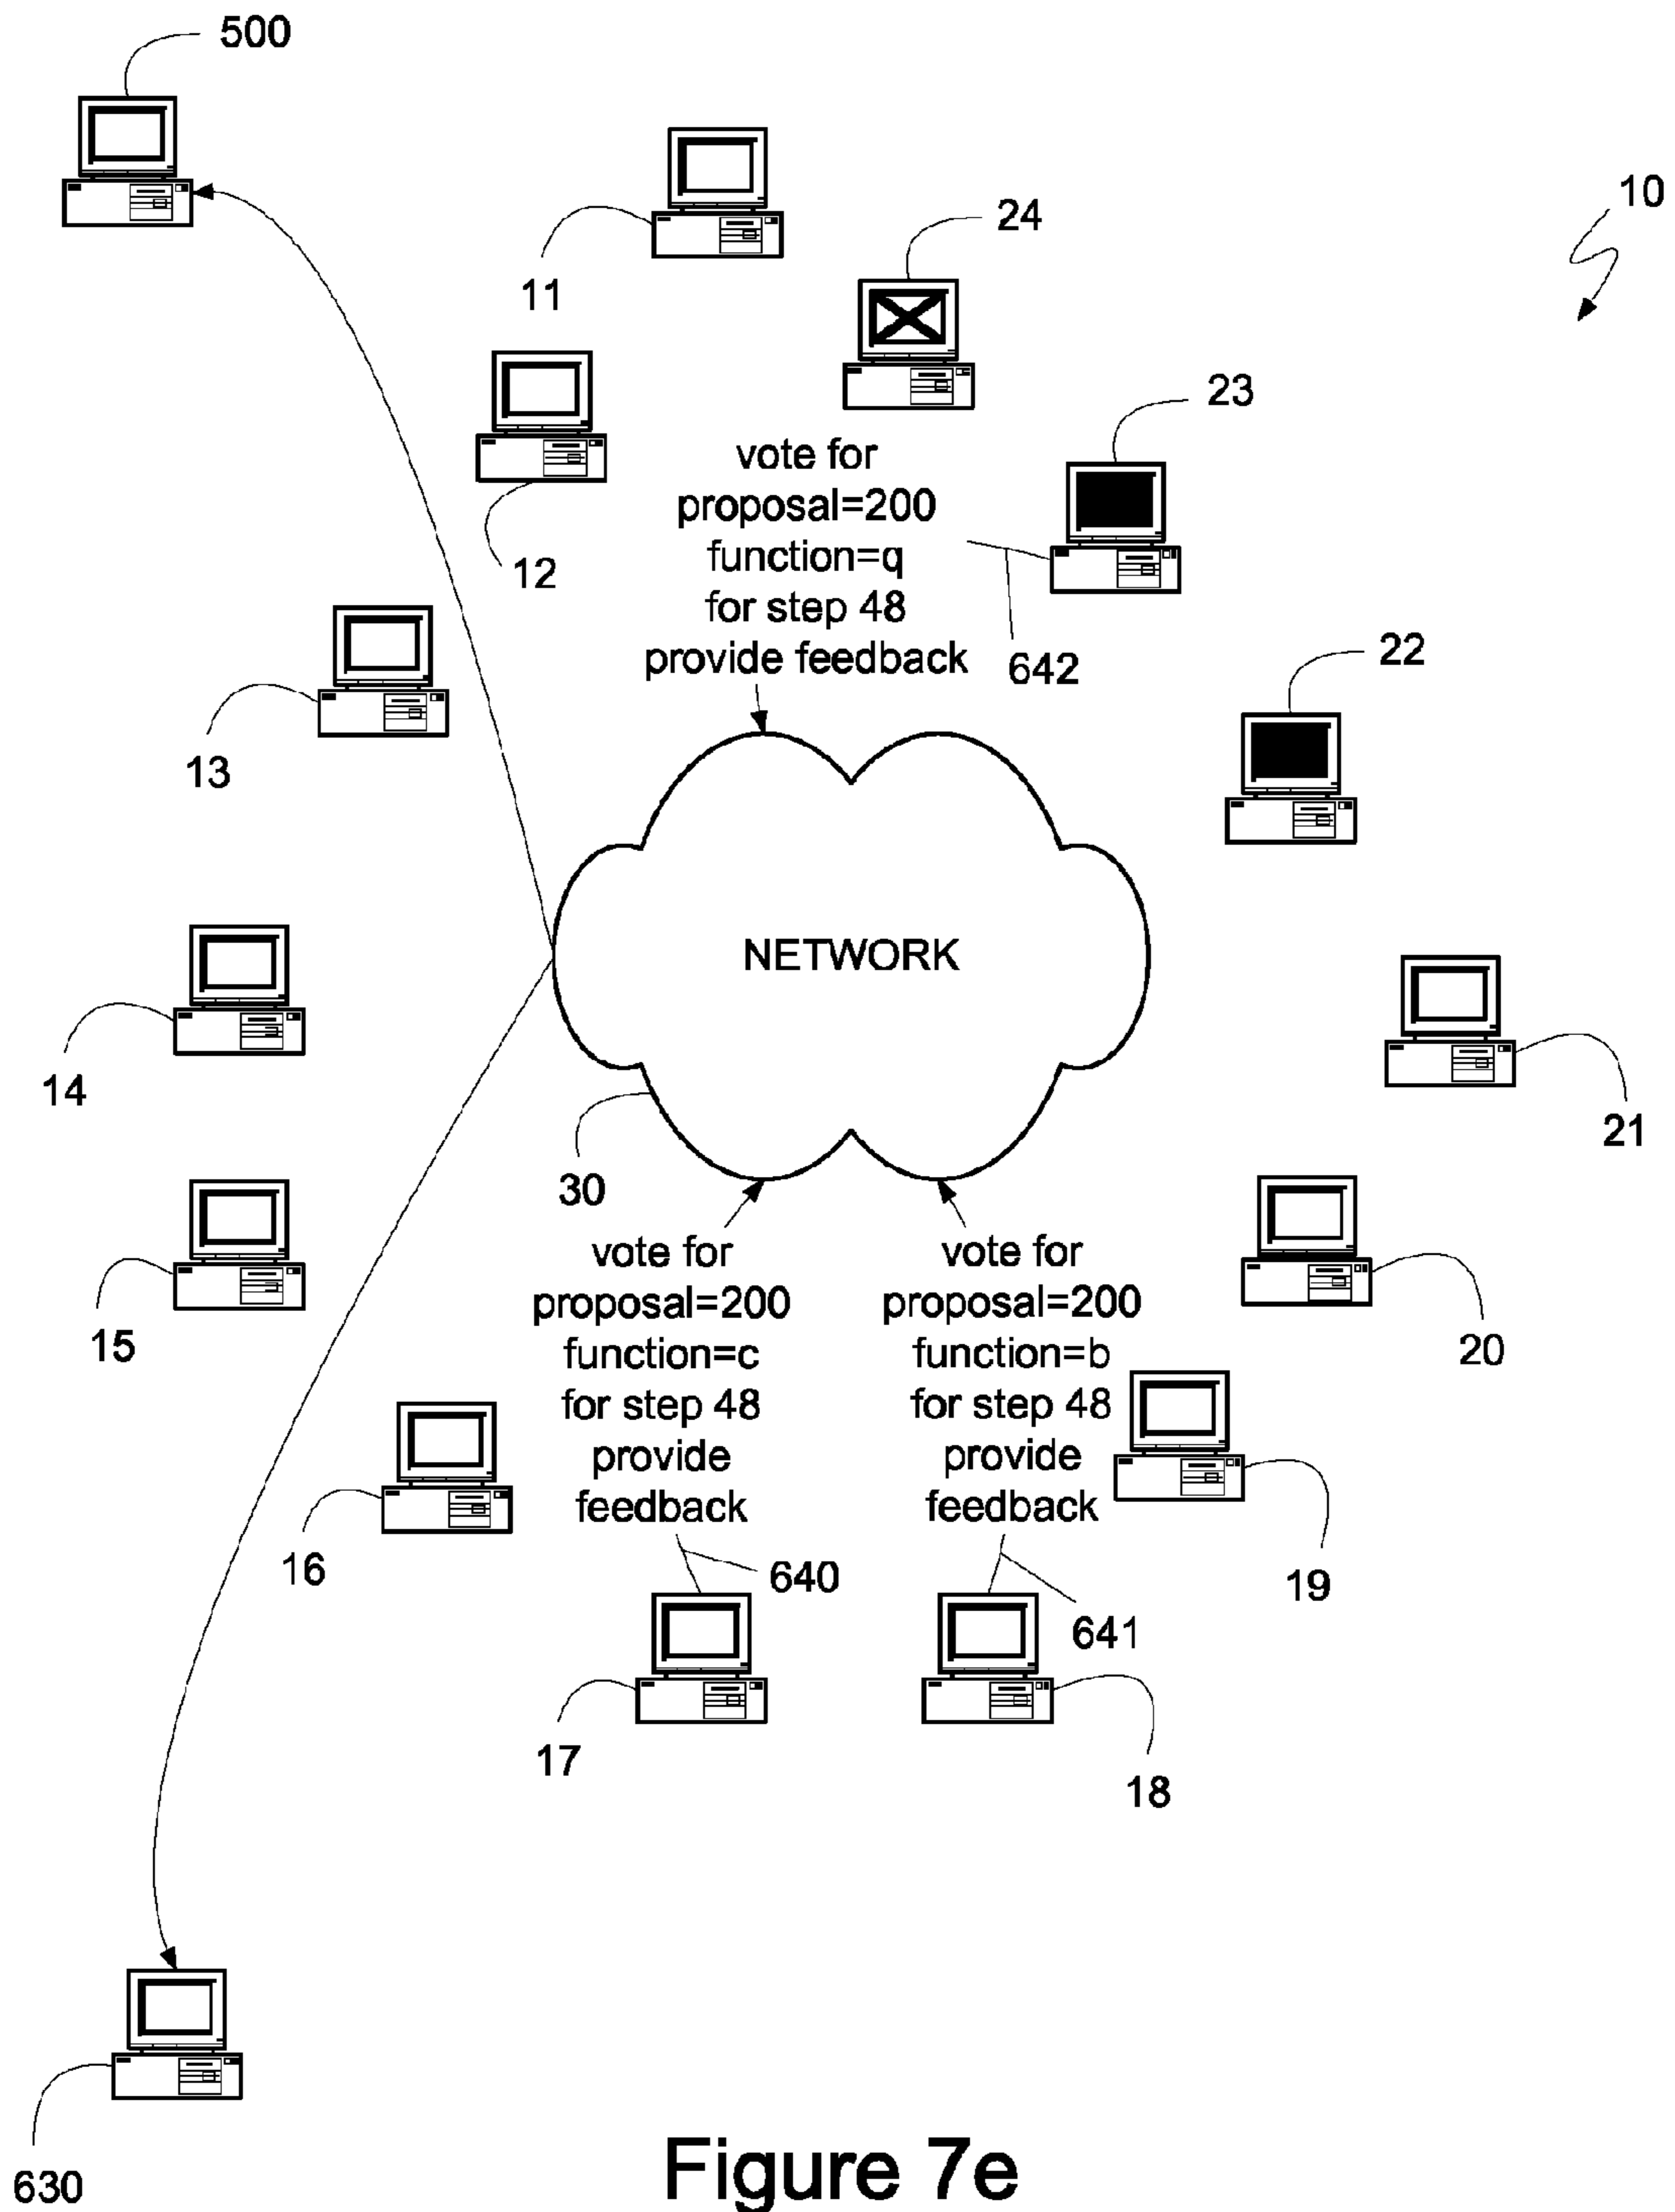 500
10
24
11
23
vote for
proposal=200
function=q
for step 48
provide feedback
12
642
22
13
NETWORK
14
21
30
15
vote for
proposal=200
function=c
for step 48
provide
feedback
vote for
proposal=200
function=b
for step 48
provide
feedback
20
16
640
19
641
17
18
630
Figure 7e